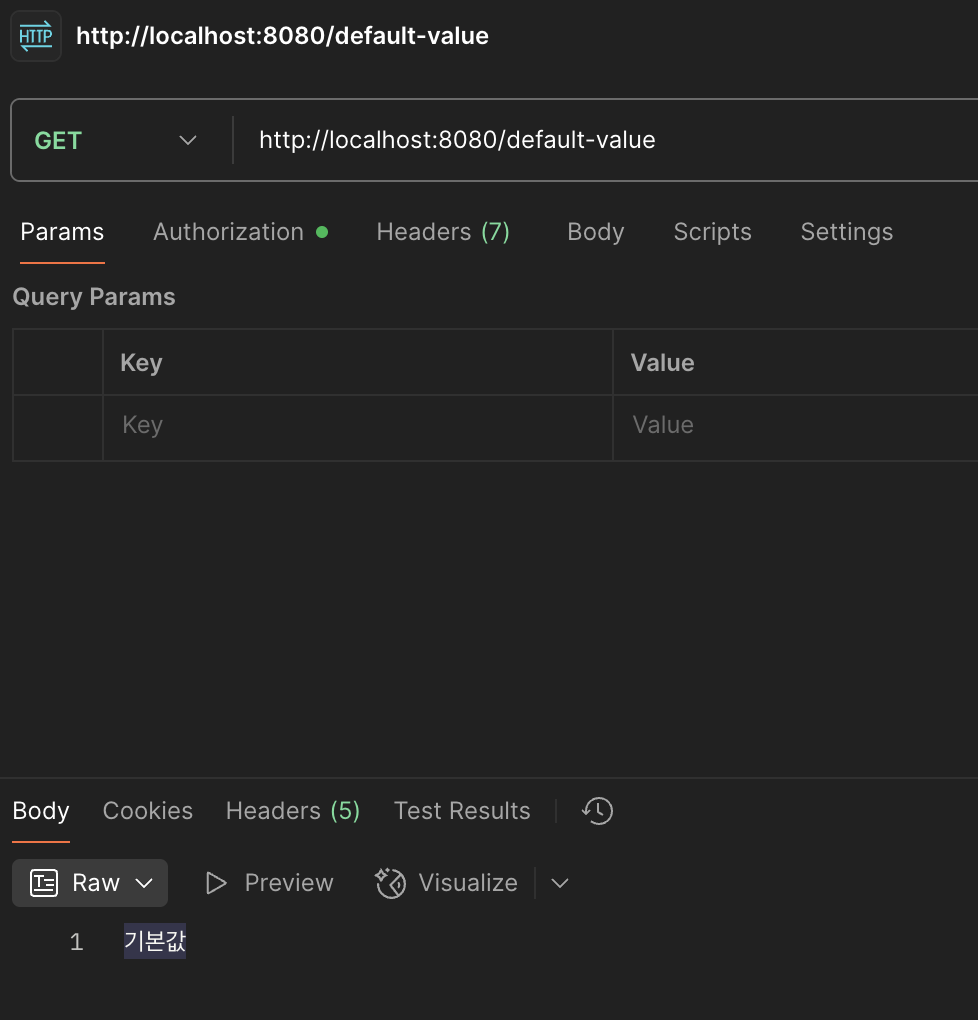 HTTP http://localhost:8080/default-value
GET http://localhost:8080/default-value
Params Authorization Headers (7) Body Scripts Settings
Query Params
Key Value
Key Value
Body Cookies Headers (5) Test Results
Raw Preview Visualize
1 기본값